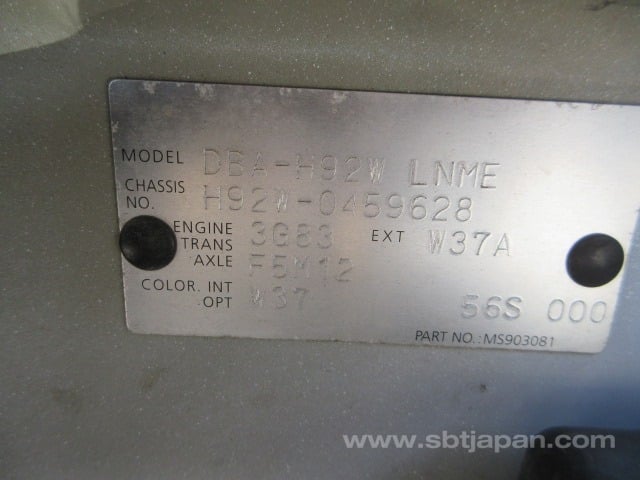 MODEL DBA-H92W LNME
CHASSIS NO. H92W-0459628
ENGINE 3G83 EXT W37A
TRANS AXLE F5M12
COLOR. INT OPT W37 56S 000
PART NO.:MS903081
www.sbtjapan.com